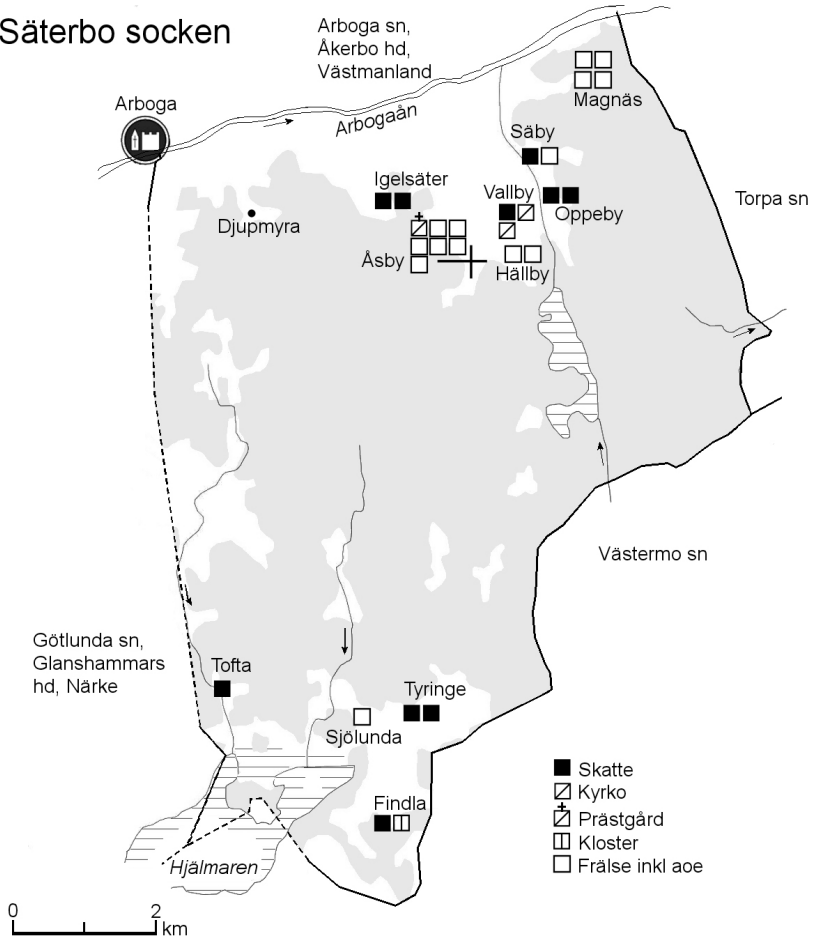 Säterbo socken
Arboga sn,
Åkerbo hd,
Västmanland
Arboga
Arbogaån
Magnäs
Säby
Igelsäter
Vallby
Oppeby
Torpa sn
Djupmyra
Åsby
Hällby
Västermo sn
Götlunda sn,
Glanshammars
hd, Närke
Tofta
Tyringe
Sjölunda
Findla
Hjälmaren
Skatte
Kyrko
Prästgård
Kloster
Frälse inkl aoe
0 2
km